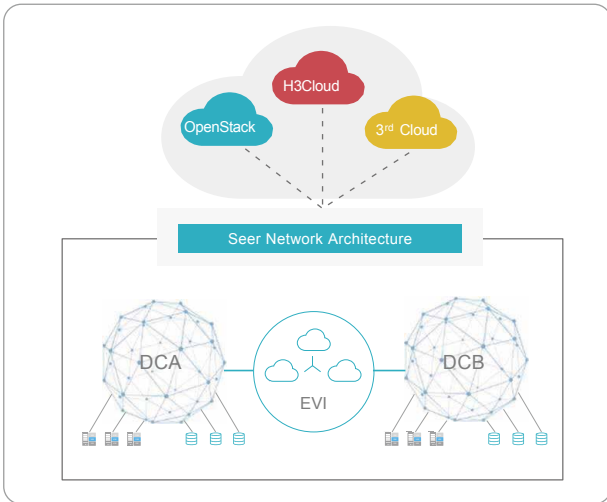 H3Cloud
OpenStack
3rd Cloud
Seer Network Architecture
DCA
DCB
EVI